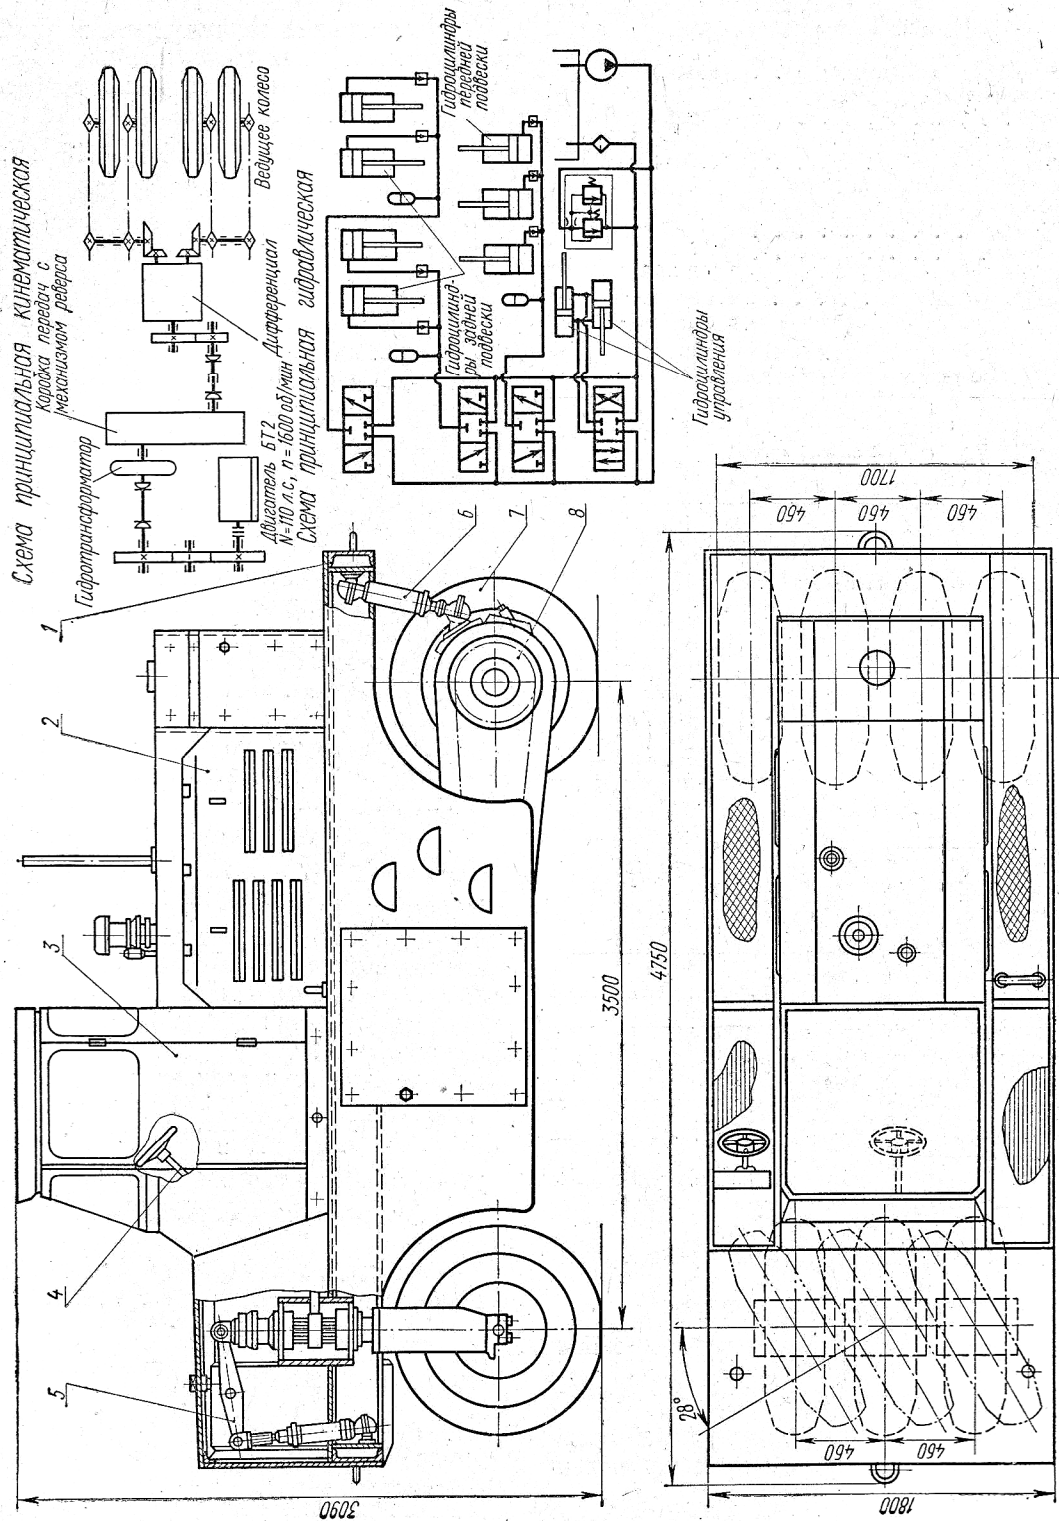 Схема принципиальная кинематическая
Гидротрансформатор
Коробка передач с
механизмом реверса
Двигатель БТ2
N=110 л.с, n=1600 об/мин
Дифференциал
Ведущее колесо
Схема принципиальная гидравлическая
Гидроцилинд-
ры задней
подвески
Гидроцилиндры
передней
подвески
Гидроцилиндры
управления
1
2
3
4
5
6
7
8
3090
3500
4750
1700
460
460
460
28°
460
460
1800